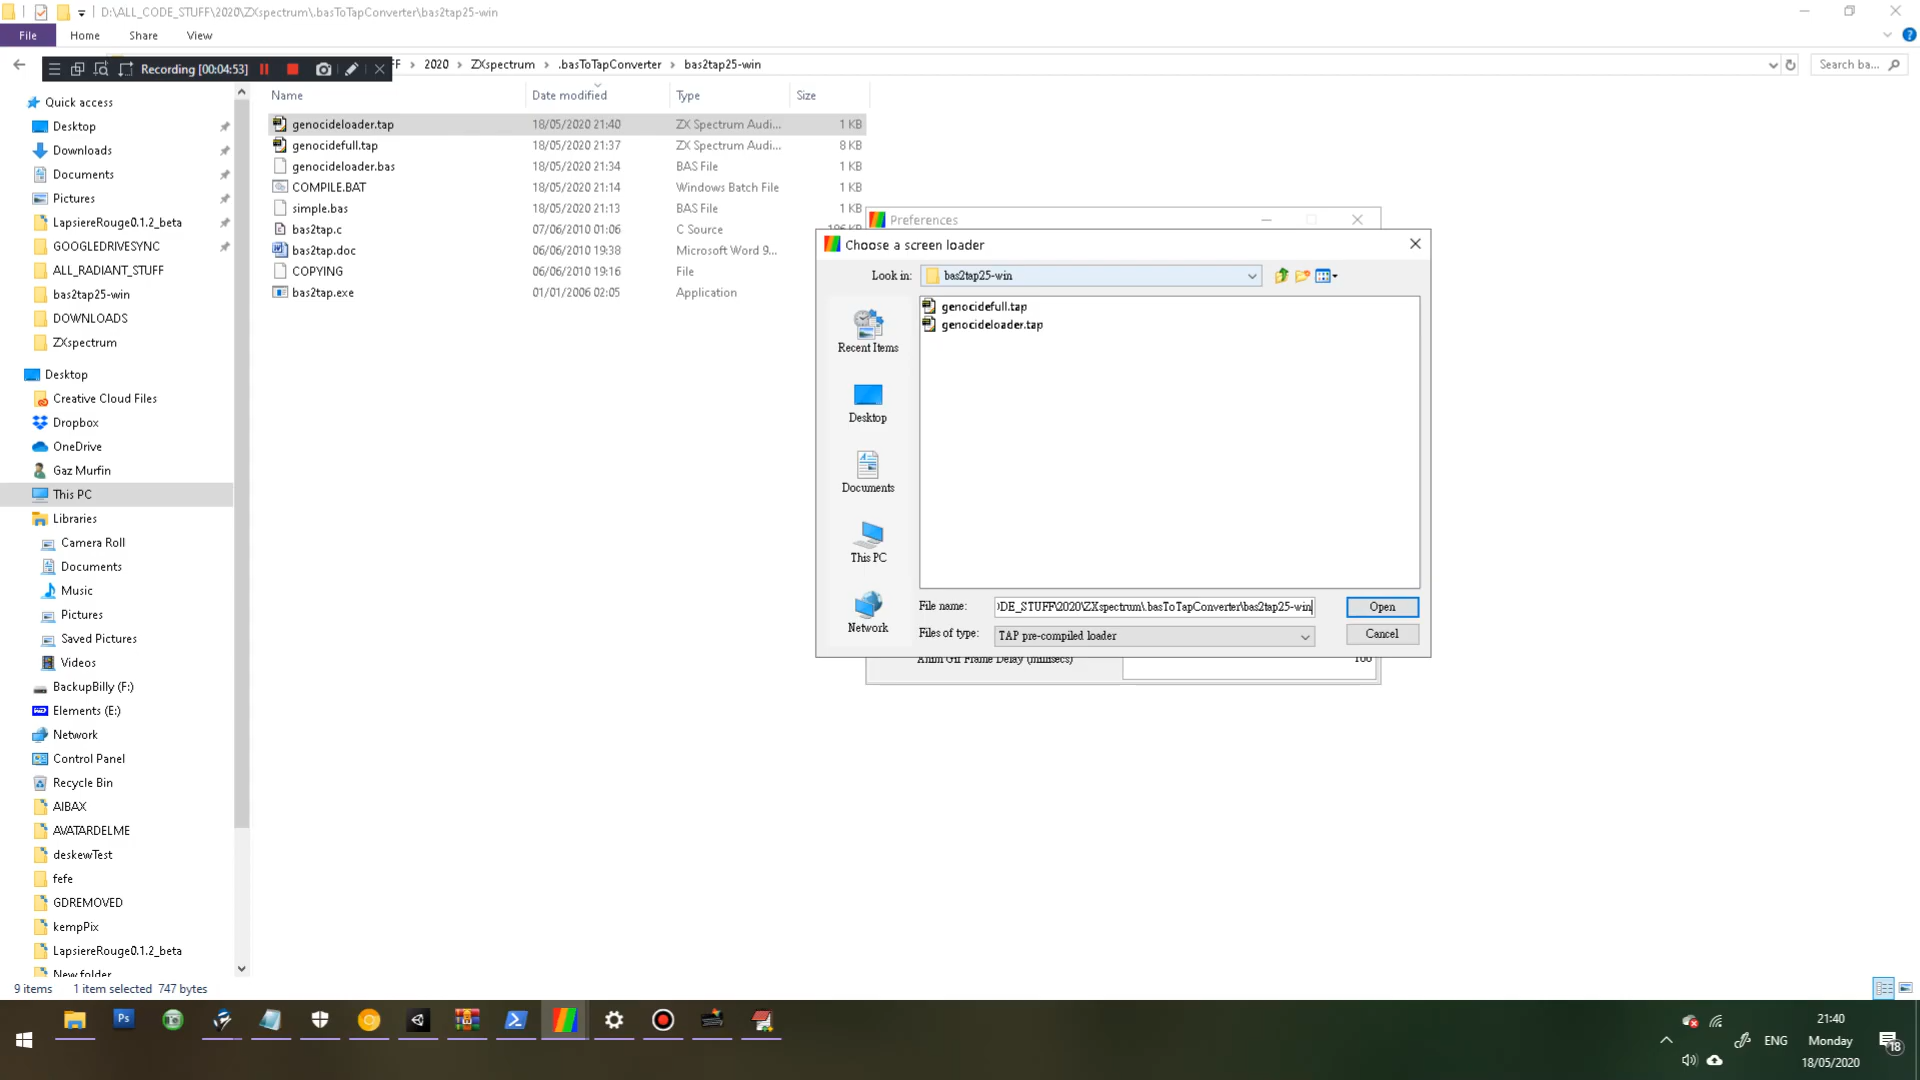 D:\ALL_CODE_STUFF\2020\ZXspectrum\.basToTapConverter\bas2tap25-win
File
Home
Share
View
Recording [00:04:53]
FF > 2020 > ZXspectrum > .basToTapConverter > bas2tap25-win
Search ba...
Name
Date modified
Type
Size
genocideloader.tap 18/05/2020 21:40 ZX Spectrum Audi... 1 KB
genocidefull.tap 18/05/2020 21:37 ZX Spectrum Audi... 8 KB
genocideloader.bas 18/05/2020 21:34 BAS File 1 KB
COMPILE.BAT 18/05/2020 21:14 Windows Batch File 1 KB
simple.bas 18/05/2020 21:13 BAS File 1 KB
bas2tap.c 07/06/2010 01:06 C Source
bas2tap.doc 06/06/2010 19:38 Microsoft Word 9...
COPYING 06/06/2010 19:16 File
bas2tap.exe 01/01/2006 02:05 Application
Quick access
Desktop
Downloads
Documents
Pictures
LapsiereRouge0.1.2_beta
GOOGLEDRIVESYNC
ALL_RADIANT_STUFF
bas2tap25-win
DOWNLOADS
ZXspectrum
Desktop
Creative Cloud Files
Dropbox
OneDrive
Gaz Murfin
This PC
Libraries
Camera Roll
Documents
Music
Pictures
Saved Pictures
Videos
BackupBilly (F:)
Elements (E:)
Network
Control Panel
Recycle Bin
AIBAX
AVATARDELME
deskewTest
fefe
GDREMOVED
kempPix
LapsiereRouge0.1.2_beta
New folder
9 items
1 item selected 747 bytes
Preferences
Choose a screen loader
Look in:
bas2tap25-win
genocidefull.tap
genocideloader.tap
Recent Items
Desktop
Documents
This PC
Network
File name:
DE_STUFF\2020\ZXspectrum\.basToTapConverter\bas2tap25-win
Open
Files of type:
TAP pre-compiled loader
Cancel
Anim Gif Frame Delay (millisecs)
100
Ps
ENG
21:40
Monday
18/05/2020
18